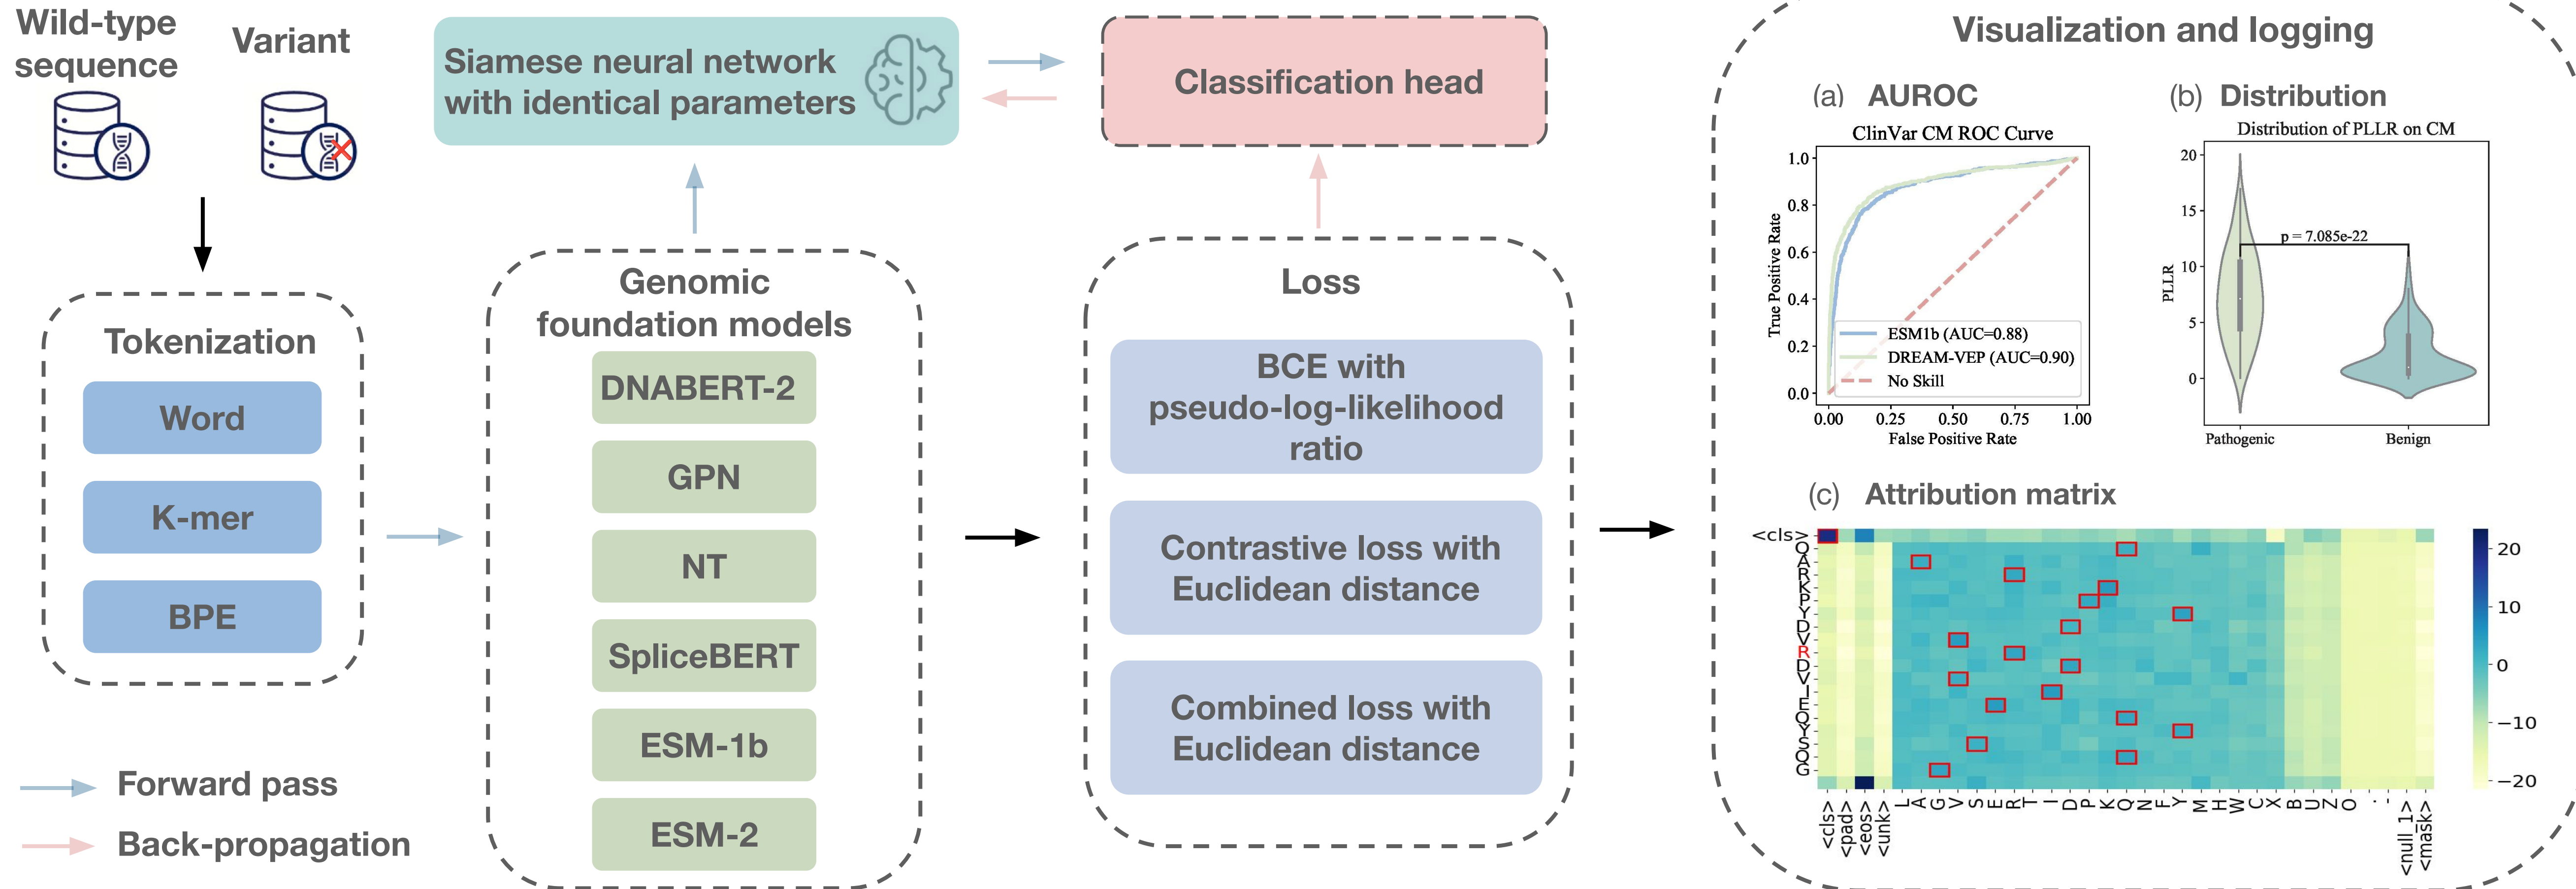 Wild-type
sequence
Variant
Tokenization
Word
K-mer
BPE
Forward pass
Back-propagation
Siamese neural network
with identical parameters
Genomic
foundation models
DNABERT-2
GPN
NT
SpliceBERT
ESM-1b
ESM-2
Classification head
Loss
BCE with
pseudo-log-likelihood
ratio
Contrastive loss with
Euclidean distance
Combined loss with
Euclidean distance
Visualization and logging
(a) AUROC
ClinVar CM ROC Curve
True Positive Rate
1.0
0.8
0.6
0.4
0.2
0.0
ESM1b (AUC=0.88)
DREAM-VEP (AUC=0.90)
No Skill
0.00 0.25 0.50 0.75 1.00
False Positive Rate
(b) Distribution
Distribution of PLLR on CM
PLLR
20
15
10
5
0
p = 7.085e-22
Pathogenic Benign
(c) Attribution matrix
<cls>
Q
A
R
K
P
Y
D
V
R
D
V
I
E
Q
Y
S
Q
G
<cls> <pad> <eos> <unk> L A G V S E R T I D P K Q N F Y M H W C X B U Z O . - <null_1> <mask>
20
10
0
−10
−20